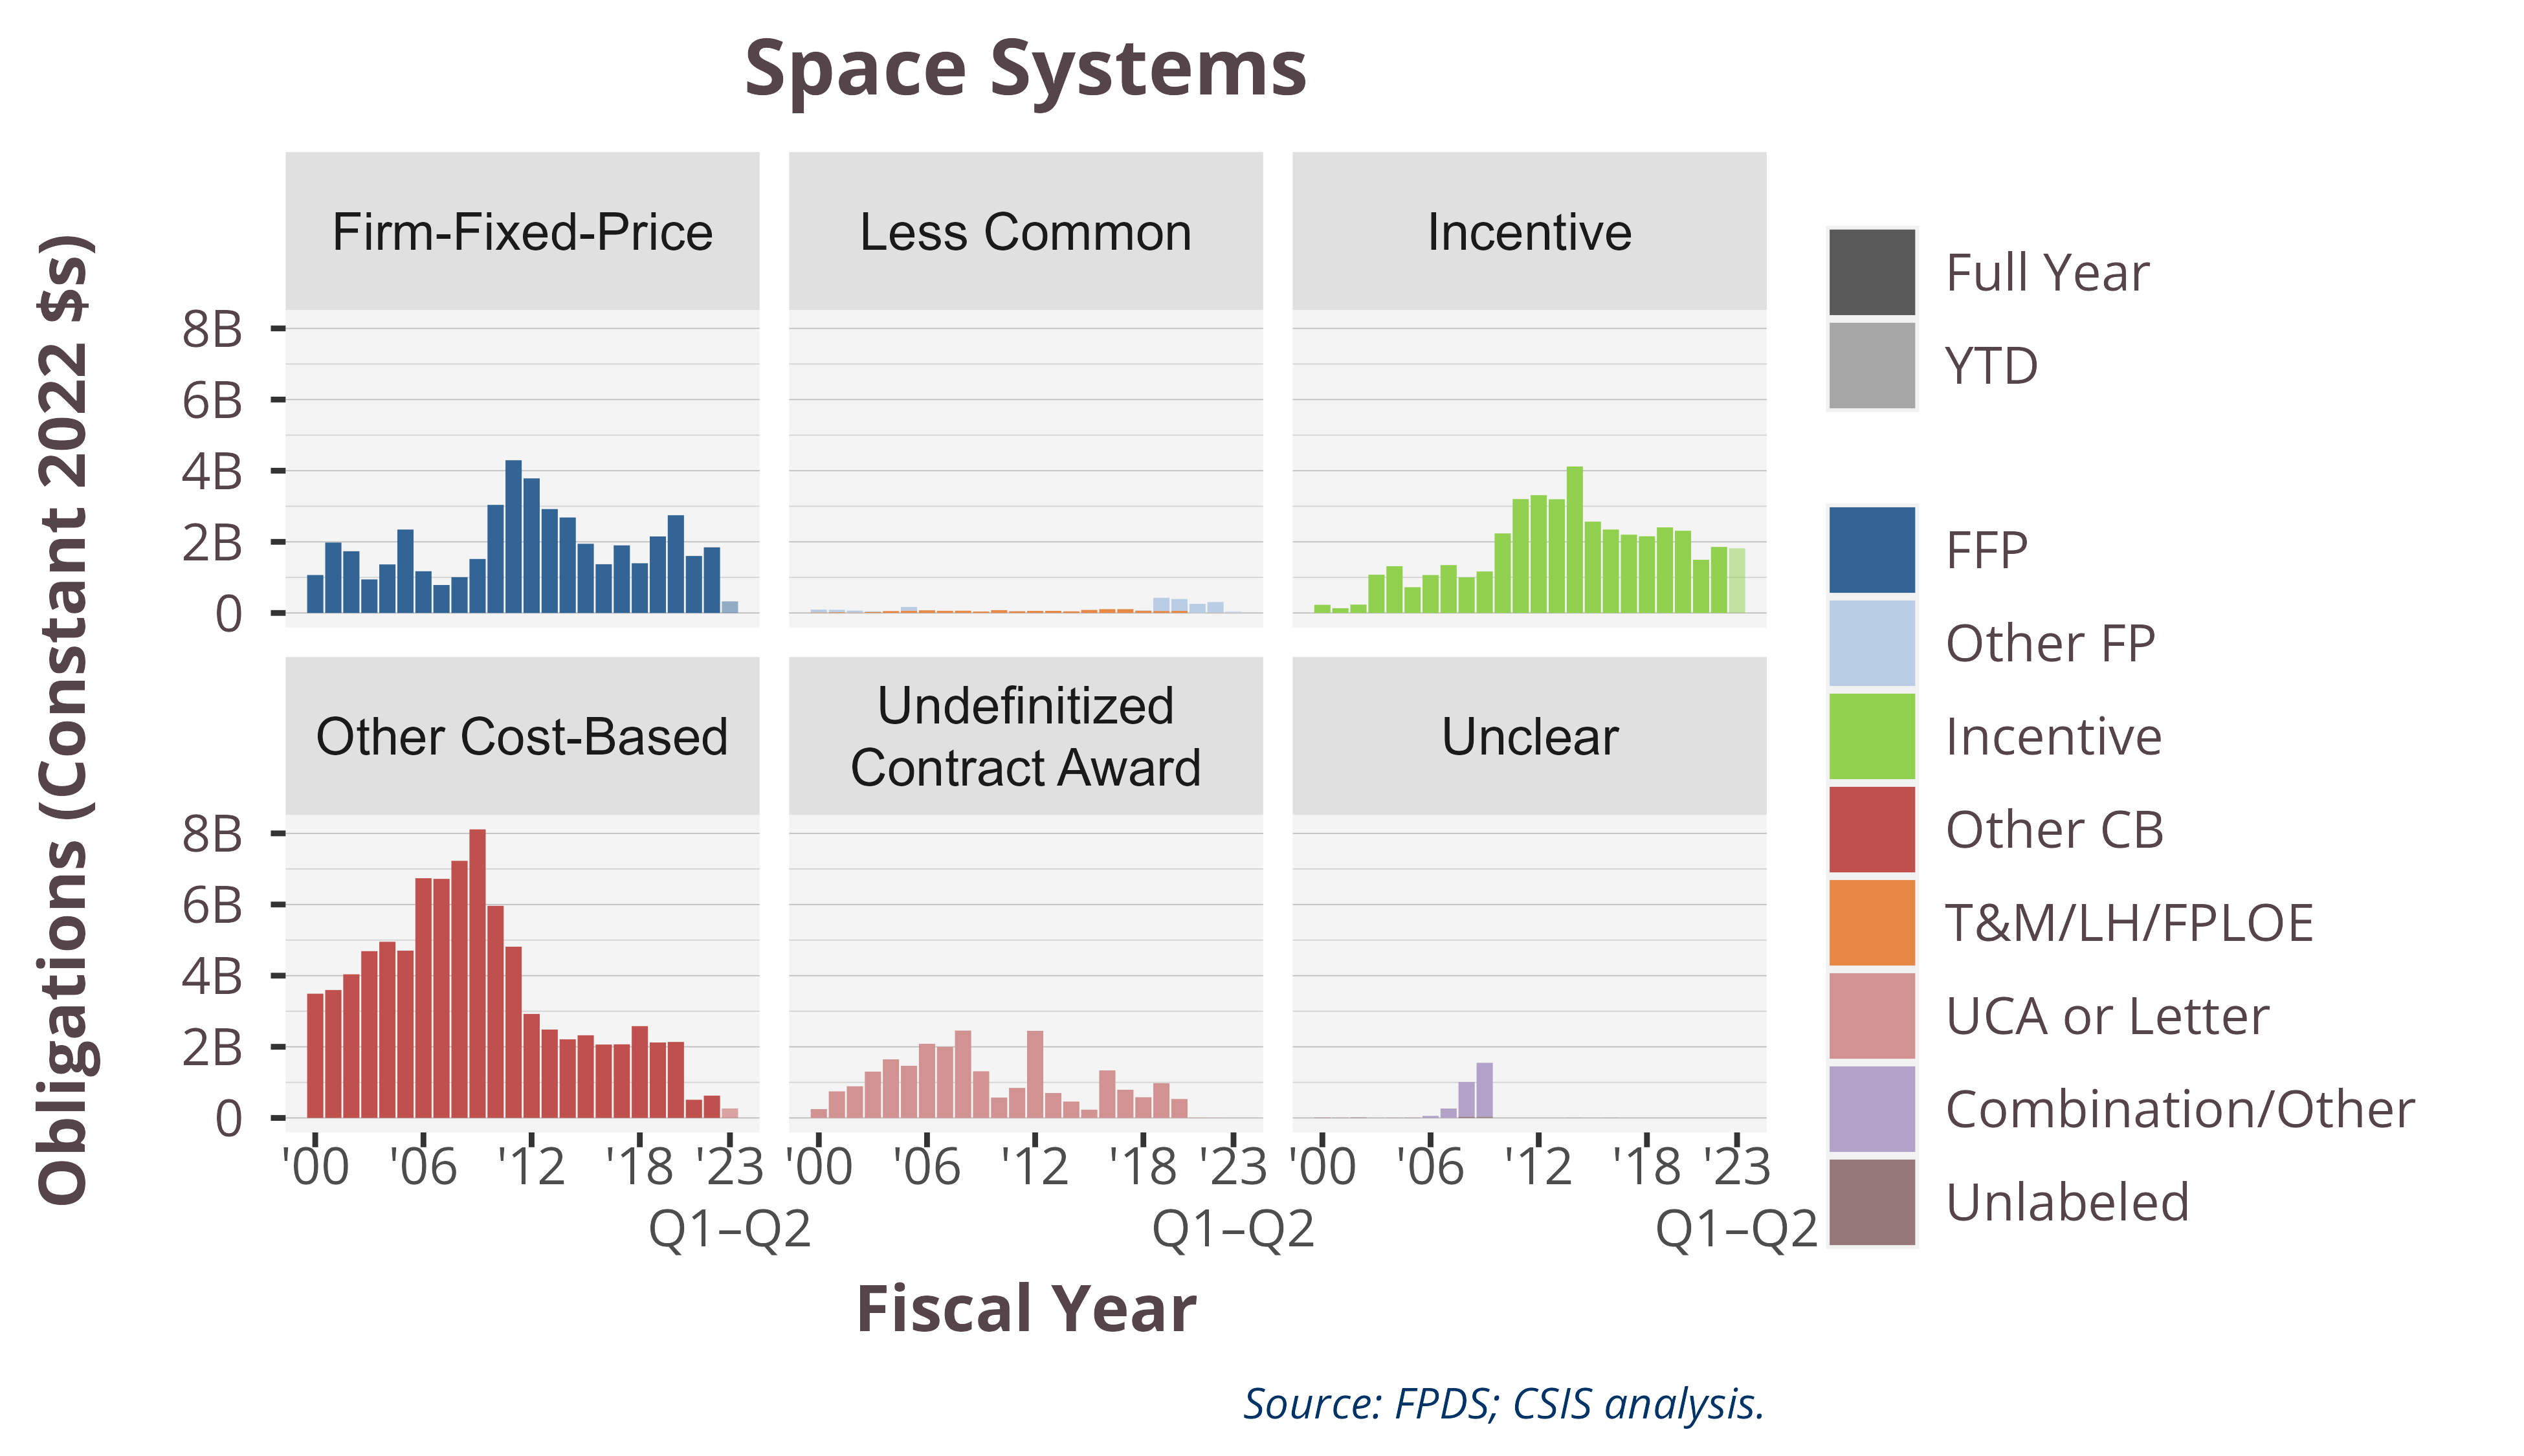 Space Systems
Obligations (Constant 2022 $s)
Firm-Fixed-Price
Less Common
Incentive
8B
6B
4B
2B
0
Other Cost-Based
Undefinitized
Contract Award
Unclear
8B
6B
4B
2B
0
'00 '06 '12 '18 '23
Q1–Q2
'00 '06 '12 '18 '23
Q1–Q2
'00 '06 '12 '18 '23
Q1–Q2
Fiscal Year
Full Year
YTD
FFP
Other FP
Incentive
Other CB
T&M/LH/FPLOE
UCA or Letter
Combination/Other
Unlabeled
Source: FPDS; CSIS analysis.